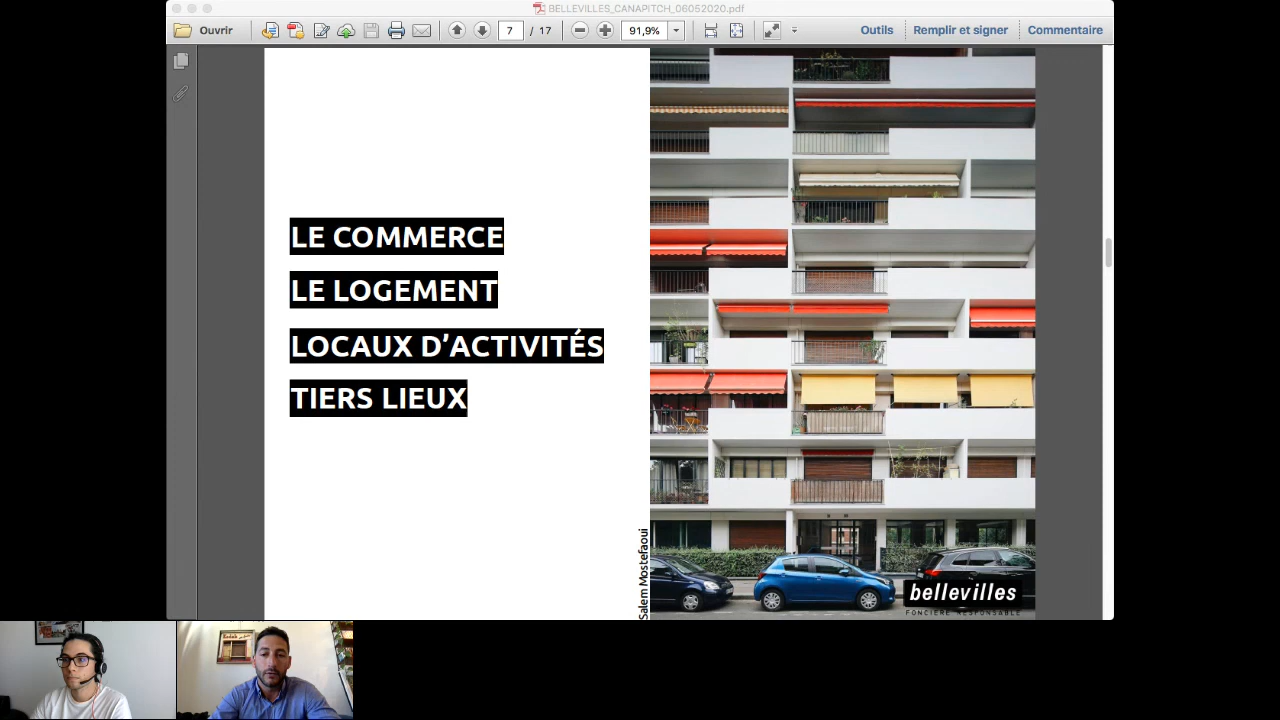 BELLEVILLES_CANAPITCH_06052020.pdf
Ouvrir
7 / 17
91,9%
Outils
Remplir et signer
Commentaire
LE COMMERCE
LE LOGEMENT
LOCAUX D'ACTIVITÉS
TIERS LIEUX
Salem Mostefaoui
bellevilles
FONCIÈRE RESPONSABLE
Kodak